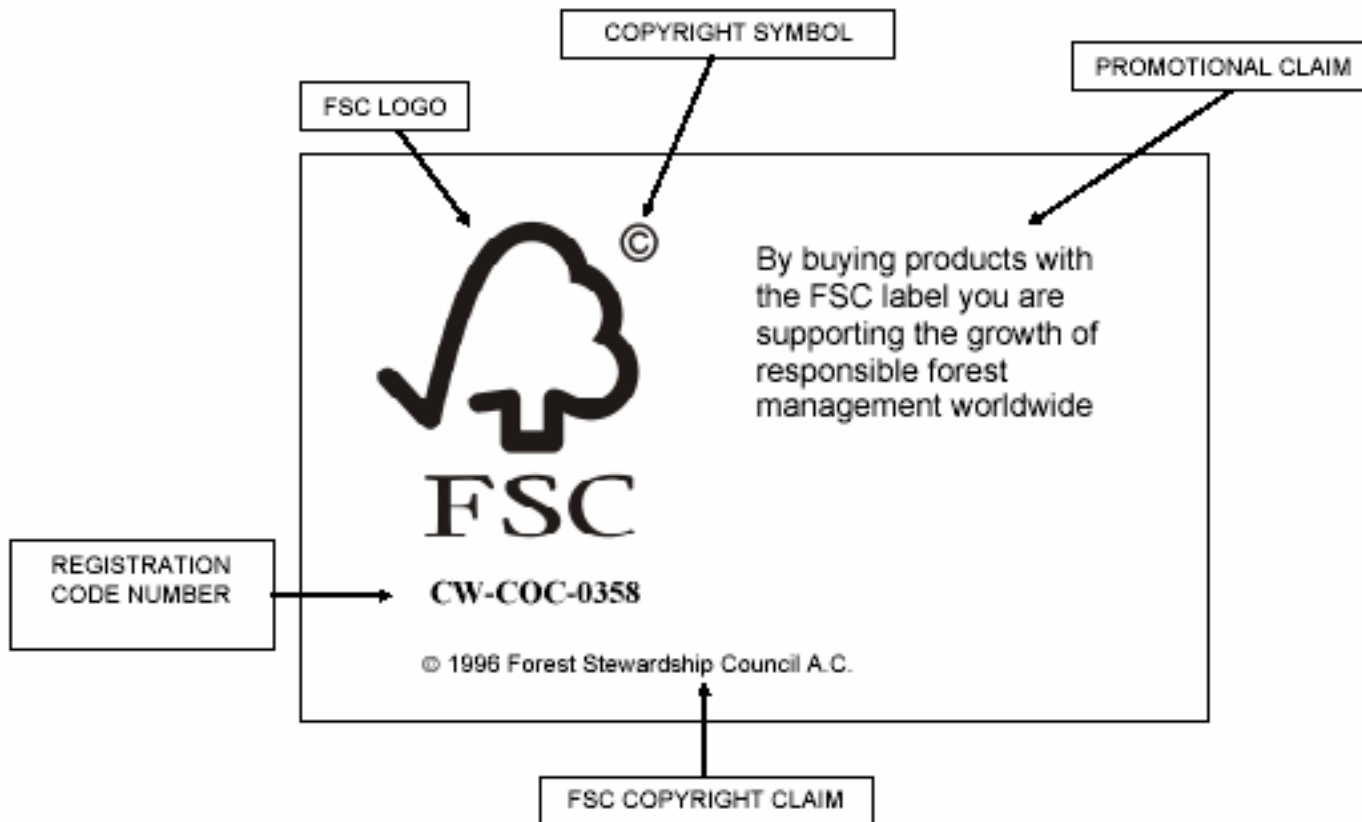 COPYRIGHT SYMBOL
PROMOTIONAL CLAIM
FSC LOGO
©
By buying products with
the FSC label you are
supporting the growth of
responsible forest
management worldwide
FSC
REGISTRATION
CODE NUMBER
CW-COC-0358
© 1996 Forest Stewardship Council A.C.
FSC COPYRIGHT CLAIM